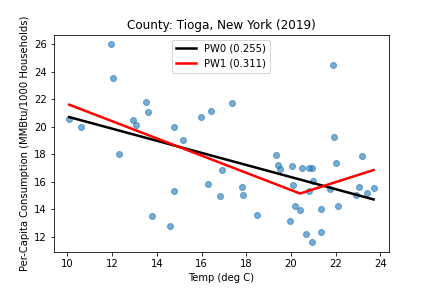 County: Tioga, New York (2019)
PW0 (0.255)
PW1 (0.311)
Per-Capita Consumption (MMBtu/1000 Households)
26
24
22
20
18
16
14
12
10 12 14 16 18 20 22 24
Temp (deg C)